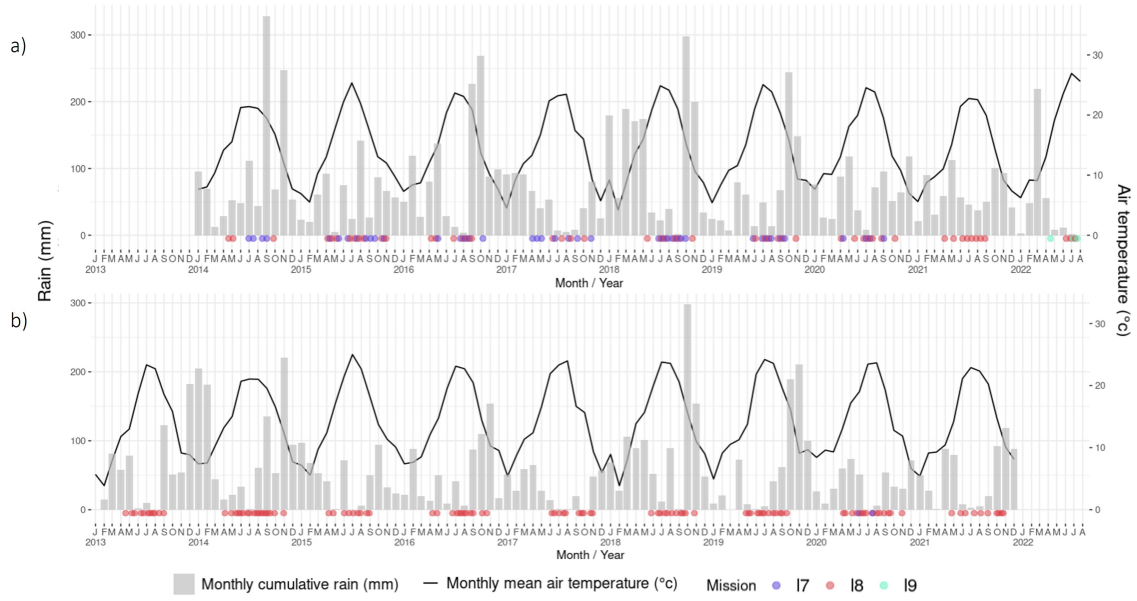 a)
300
200
100
0
30
20
10
0
J F M A M J J A S O N D J F M A M J J A S O N D J F M A M J J A S O N D J F M A M J J A S O N D J F M A M J J A S O N D J F M A M J J A S O N D J F M A M J J A S O N D J F M A M J J A S O N D J F M A M J J A S O N D J F M A M J J A
2013 2014 2015 2016 2017 2018 2019 2020 2021 2022
Month / Year
Rain (mm)
Air temperature (°c)
b)
300
200
100
0
30
20
10
0
J F M A M J J A S O N D J F M A M J J A S O N D J F M A M J J A S O N D J F M A M J J A S O N D J F M A M J J A S O N D J F M A M J J A S O N D J F M A M J J A S O N D J F M A M J J A S O N D J F M A M J J A S O N D J F M A M J J A
2013 2014 2015 2016 2017 2018 2019 2020 2021 2022
Month / Year
Monthly cumulative rain (mm) Monthly mean air temperature (°c) Mission l7 l8 l9